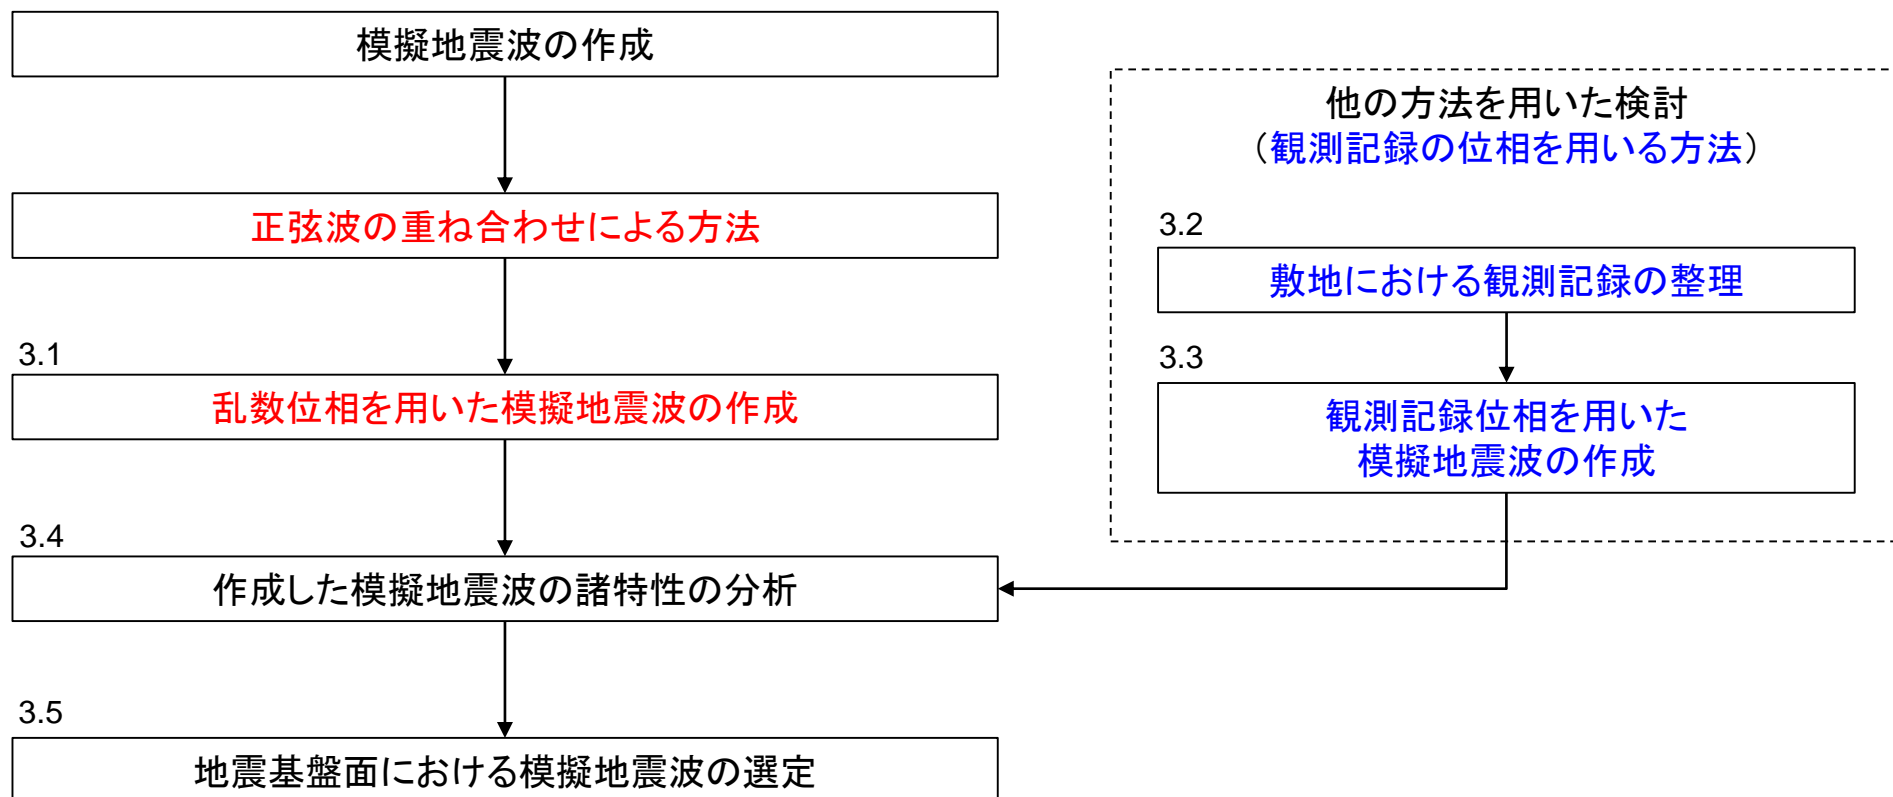 模擬地震波の作成
正弦波の重ね合わせによる方法
3.1
乱数位相を用いた模擬地震波の作成
他の方法を用いた検討
（観測記録の位相を用いる方法）
3.2
敷地における観測記録の整理
3.3
観測記録位相を用いた
模擬地震波の作成
3.4
作成した模擬地震波の諸特性の分析
3.5
地震基盤面における模擬地震波の選定